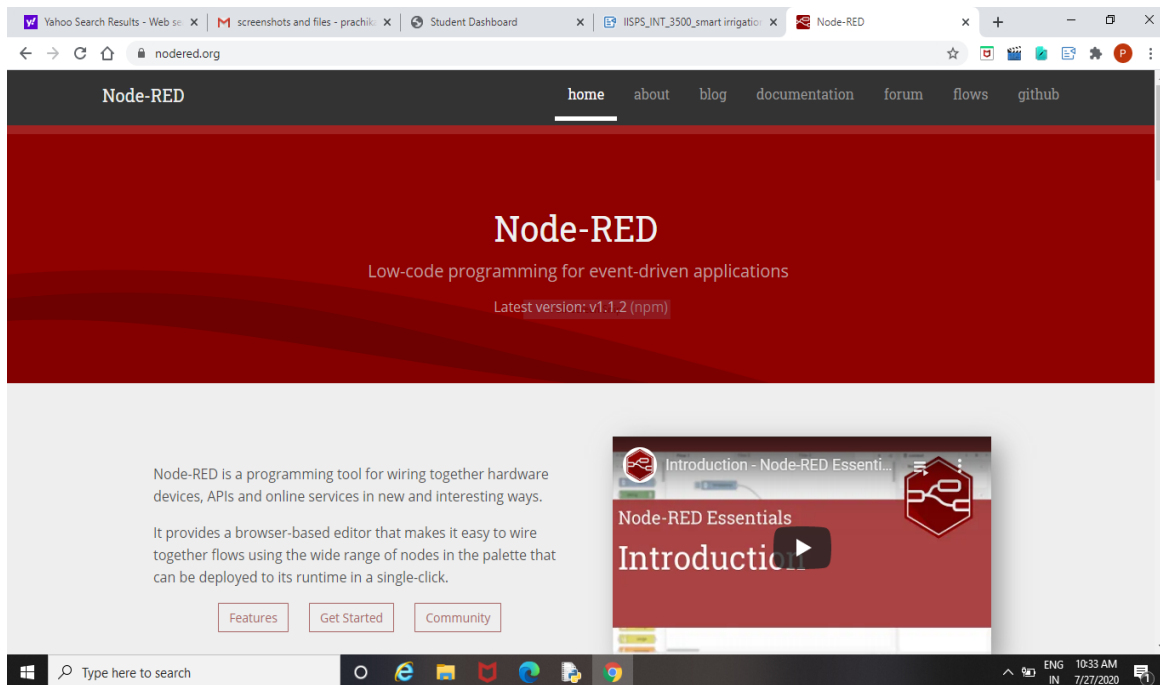 Yahoo Search Results - Web se
screenshots and files - prachik
Student Dashboard
IISPS_INT_3500_smart irrigation
Node-RED
nodered.org
P
Node-RED
home about blog documentation forum flows github
Node-RED
Low-code programming for event-driven applications
Latest version: v1.1.2 (npm)
Node-RED is a programming tool for wiring together hardware
devices, APIs and online services in new and interesting ways.
It provides a browser-based editor that makes it easy to wire
together flows using the wide range of nodes in the palette that
can be deployed to its runtime in a single-click.
Features Get Started Community
Introduction - Node-RED Essenti...
Node-RED Essentials
Introduction
Type here to search
ENG
IN
10:33 AM
7/27/2020
1